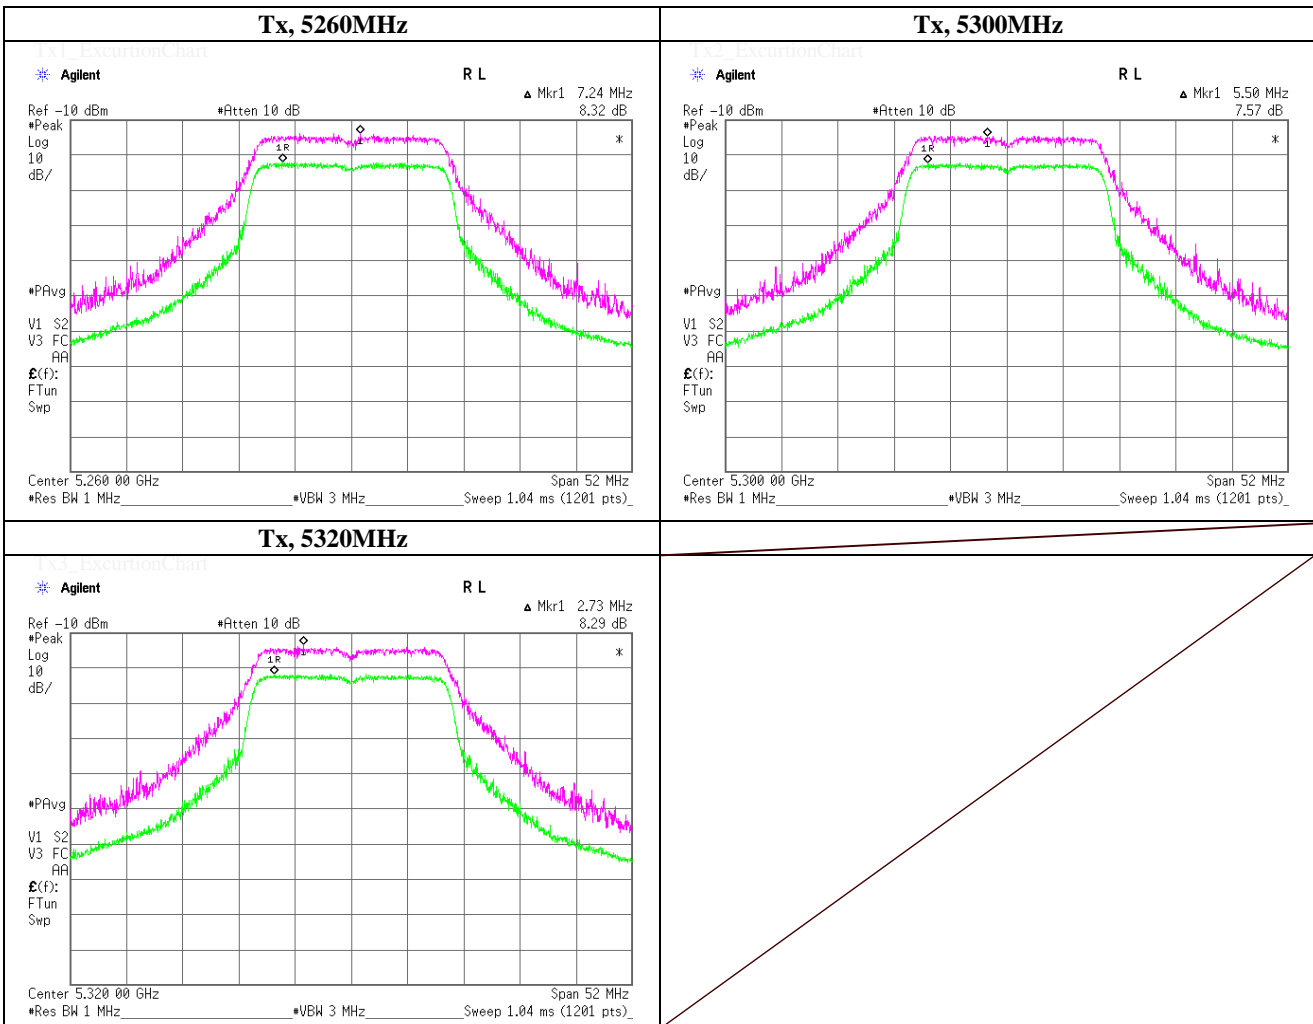 Tx, 5260MHz
Tx, 5300MHz
Tx1_ExcurtionChart
Agilent
R L
Δ Mkr1 7.24 MHz
Ref -10 dBm
#Atten 10 dB
8.32 dB
#Peak
Log
10
dB/
1R
1
*
#PAvg
V1 S2
V3 FC
AA
£(f):
FTun
Swp
Center 5.260 00 GHz
Span 52 MHz
#Res BW 1 MHz
#VBW 3 MHz
Sweep 1.04 ms (1201 pts)
Tx2_ExcurtionChart
Agilent
R L
Δ Mkr1 5.50 MHz
Ref -10 dBm
#Atten 10 dB
7.57 dB
#Peak
Log
10
dB/
1R
1
*
#PAvg
V1 S2
V3 FC
AA
£(f):
FTun
Swp
Center 5.300 00 GHz
Span 52 MHz
#Res BW 1 MHz
#VBW 3 MHz
Sweep 1.04 ms (1201 pts)
Tx, 5320MHz
Tx3_ExcurtionChart
Agilent
R L
Δ Mkr1 2.73 MHz
Ref -10 dBm
#Atten 10 dB
8.29 dB
#Peak
Log
10
dB/
1R
1
*
#PAvg
V1 S2
V3 FC
AA
£(f):
FTun
Swp
Center 5.320 00 GHz
Span 52 MHz
#Res BW 1 MHz
#VBW 3 MHz
Sweep 1.04 ms (1201 pts)